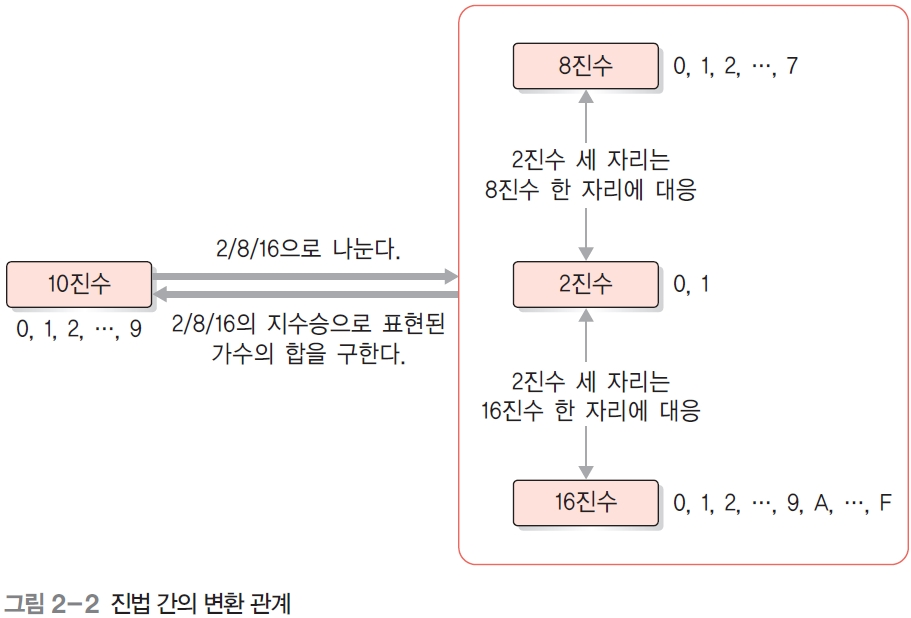 8진수 0, 1, 2, …, 7
2진수 세 자리는
8진수 한 자리에 대응
2/8/16으로 나눈다.
10진수
2진수 0, 1
0, 1, 2, …, 9
2/8/16의 지수승으로 표현된
가수의 합을 구한다.
2진수 세 자리는
16진수 한 자리에 대응
16진수 0, 1, 2, …, 9, A, …, F
그림 2-2 진법 간의 변환 관계